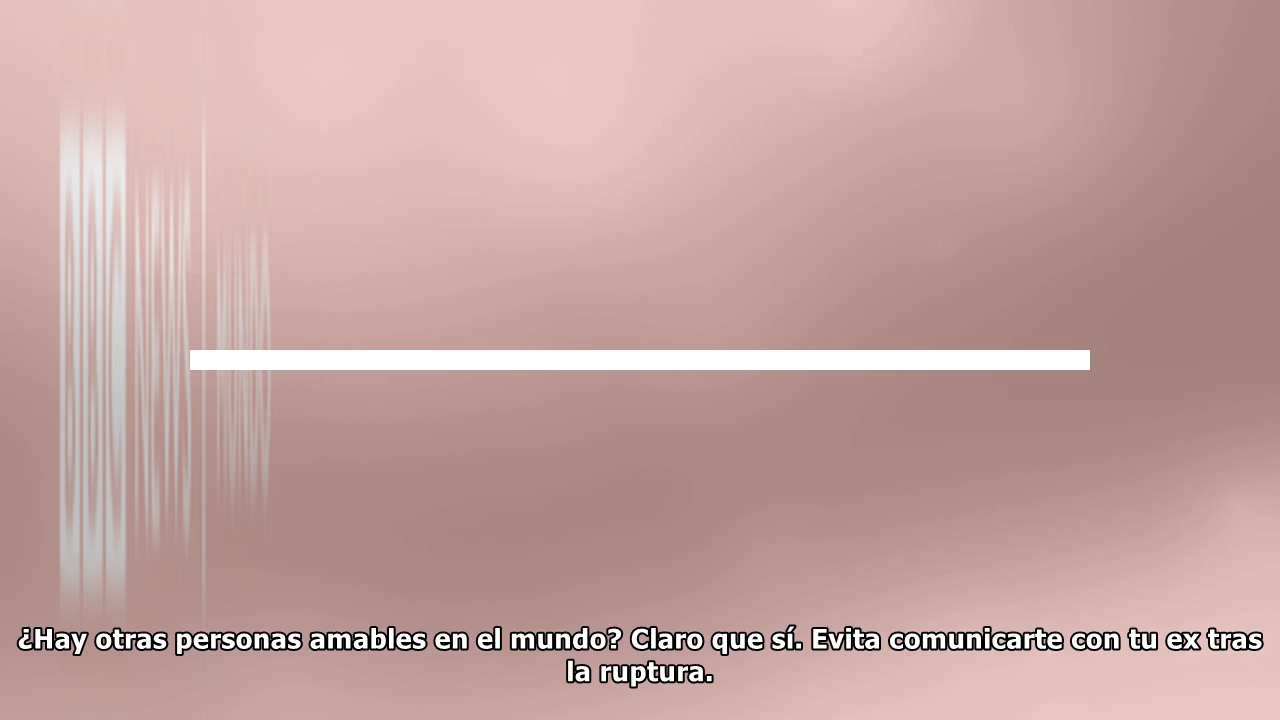 ¿Hay otras personas amables en el mundo? Claro que sí. Evita comunicarte con tu ex tras
la ruptura.